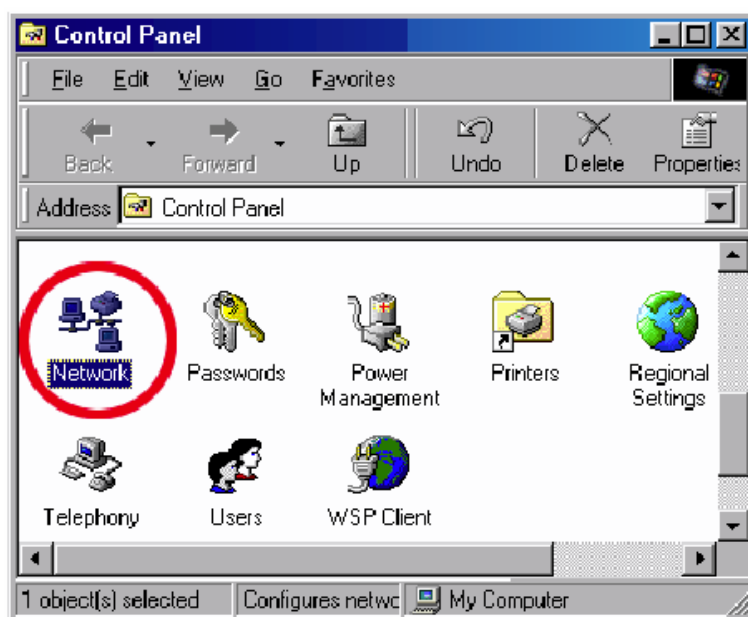 Control Panel
File Edit View Go Favorites
Back Forward Up Undo Delete Properties
Address Control Panel
Network Passwords Power Management Printers Regional Settings
Telephony Users WSP Client
1 object(s) selected Configures netwc My Computer